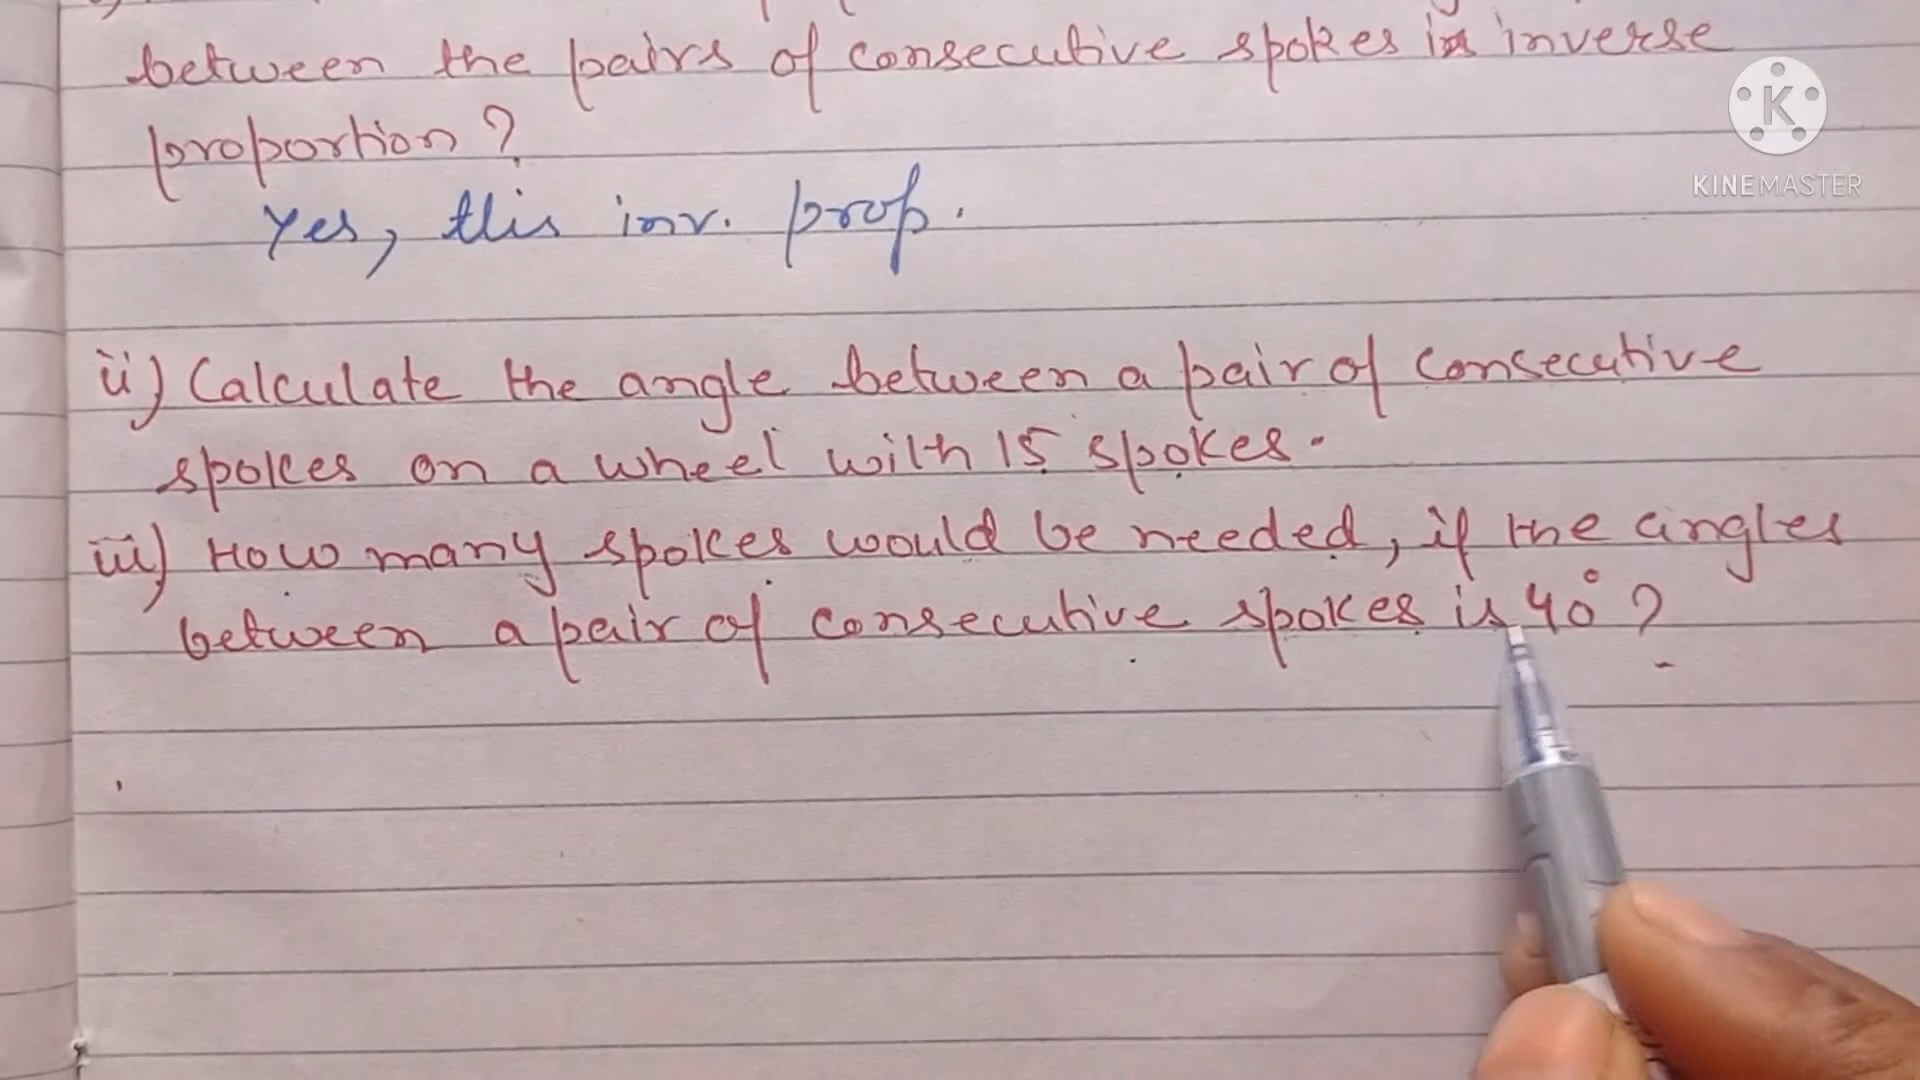 between the pairs of consecutive spokes is inverse
proportion?
Yes, this inv. prop.
ii) Calculate the angle between a pair of consecutive
spokes on a wheel with 15 spokes.
iii) How many spokes would be needed, if the angles
between a pair of consecutive spokes is 40° ?
K
KINEMASTER